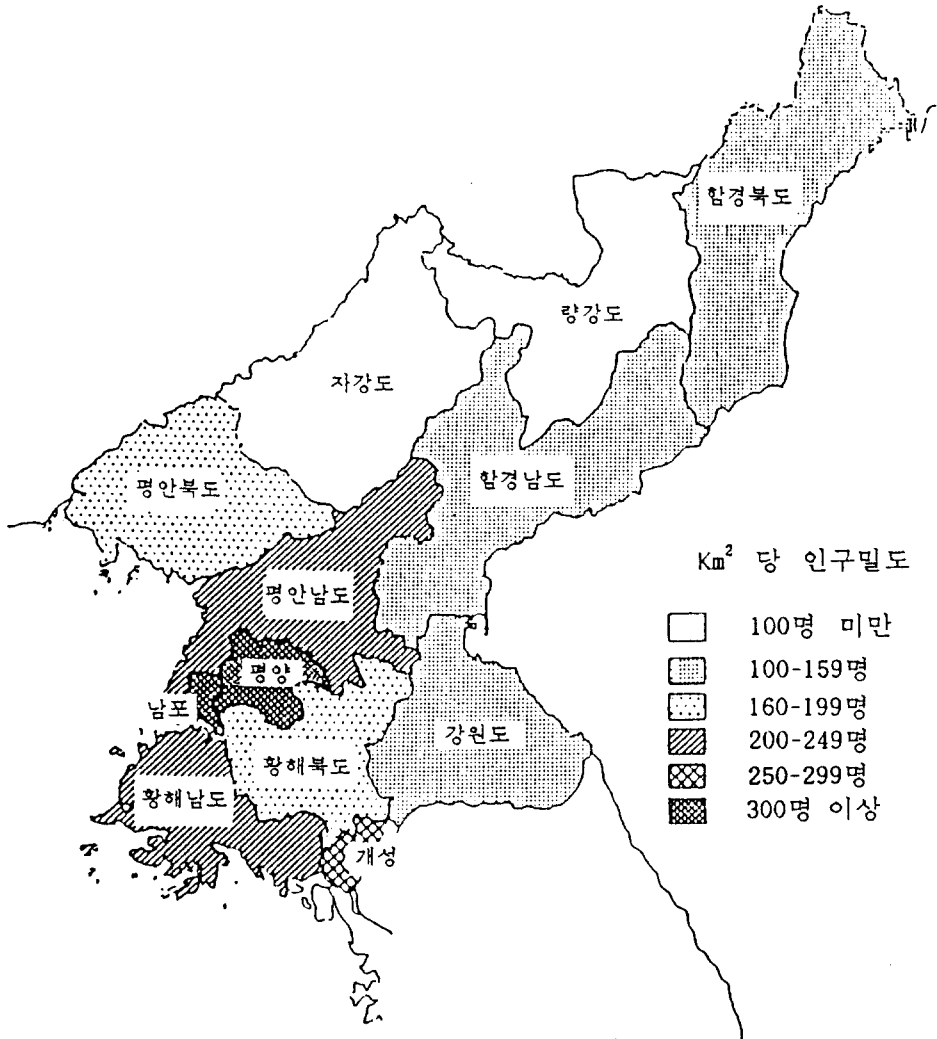 함경북도
량강도
자강도
함경남도
평안북도
Km² 당 인구밀도
평안남도
100명 미만
평양
100-159명
남포
160-199명
강원도
200-249명
황해북도
250-299명
황해남도
300명 이상
개성